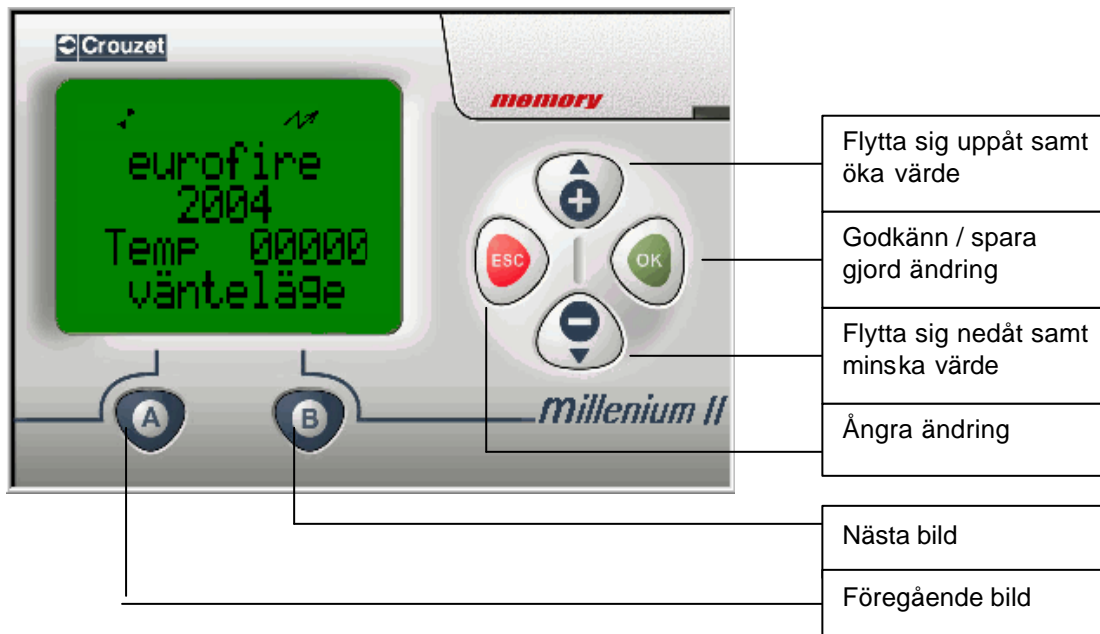 Crouzet
memory
eurofire
2004
Temp 00000
vänteläge
ESC
OK
A
B
millenium II
Flytta sig uppåt samt
öka värde
Godkänn / spara
gjord ändring
Flytta sig nedåt samt
minska värde
Ångra ändring
Nästa bild
Föregående bild